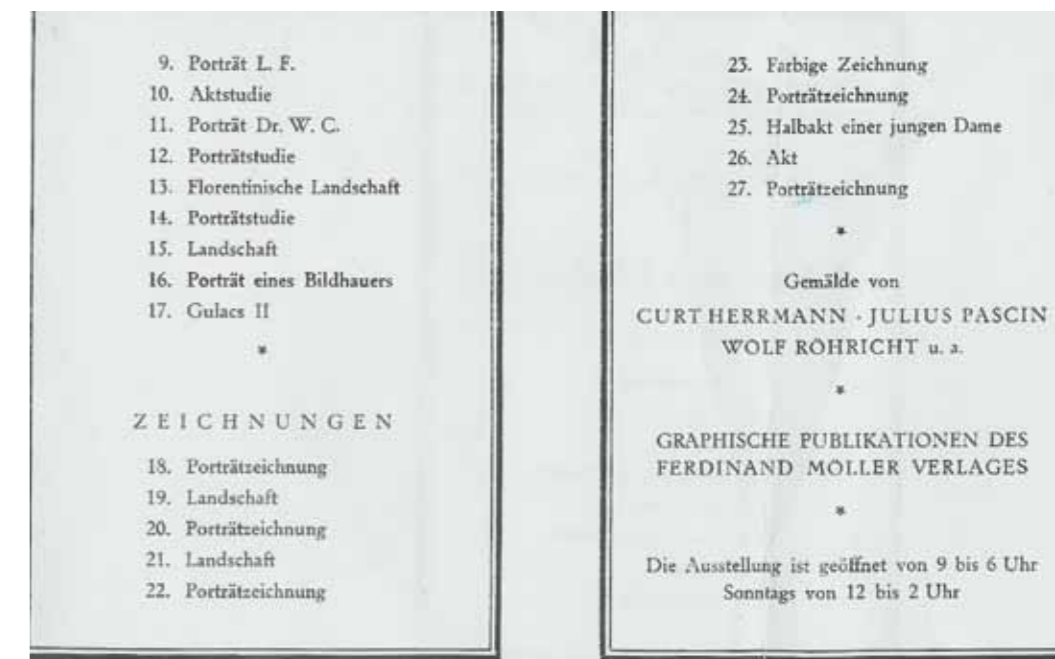 9. Porträt L. F.
10. Aktstudie
11. Porträt Dr. W. C.
12. Porträtstudie
13. Florentinische Landschaft
14. Porträtstudie
15. Landschaft
16. Porträt eines Bildhauers
17. Gulacs II
*
ZEICHNUNGEN
18. Porträtzeichnung
19. Landschaft
20. Porträtzeichnung
21. Landschaft
22. Porträtzeichnung
23. Farbige Zeichnung
24. Porträtzeichnung
25. Halbakt einer jungen Dame
26. Akt
27. Porträtzeichnung
*
Gemälde von
CURT HERRMANN - JULIUS PASCIN
WOLF RÖHRICHT u. a.
*
GRAPHISCHE PUBLIKATIONEN DES
FERDINAND MÖLLER VERLAGES
*
Die Ausstellung ist geöffnet von 9 bis 6 Uhr
Sonntags von 12 bis 2 Uhr